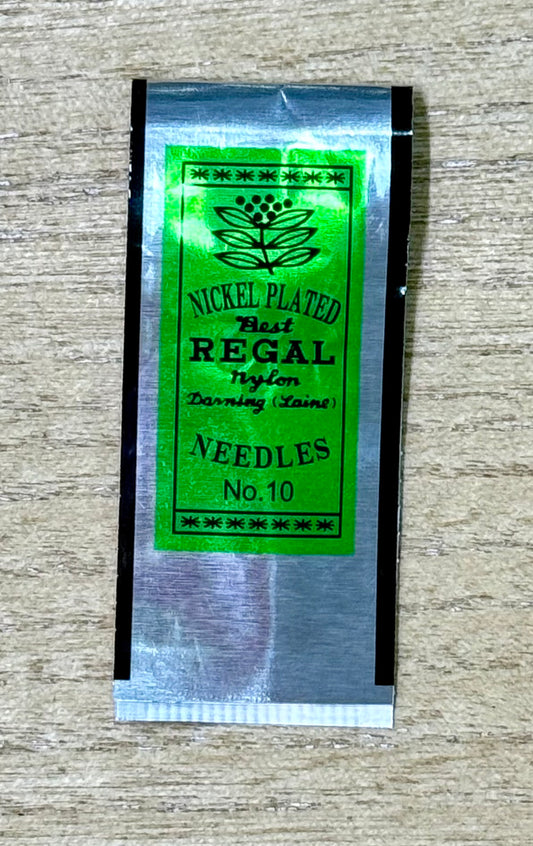 NICKEL PLATED
Best
REGAL
Nylon
Darning (Laine)
NEEDLES
No.10